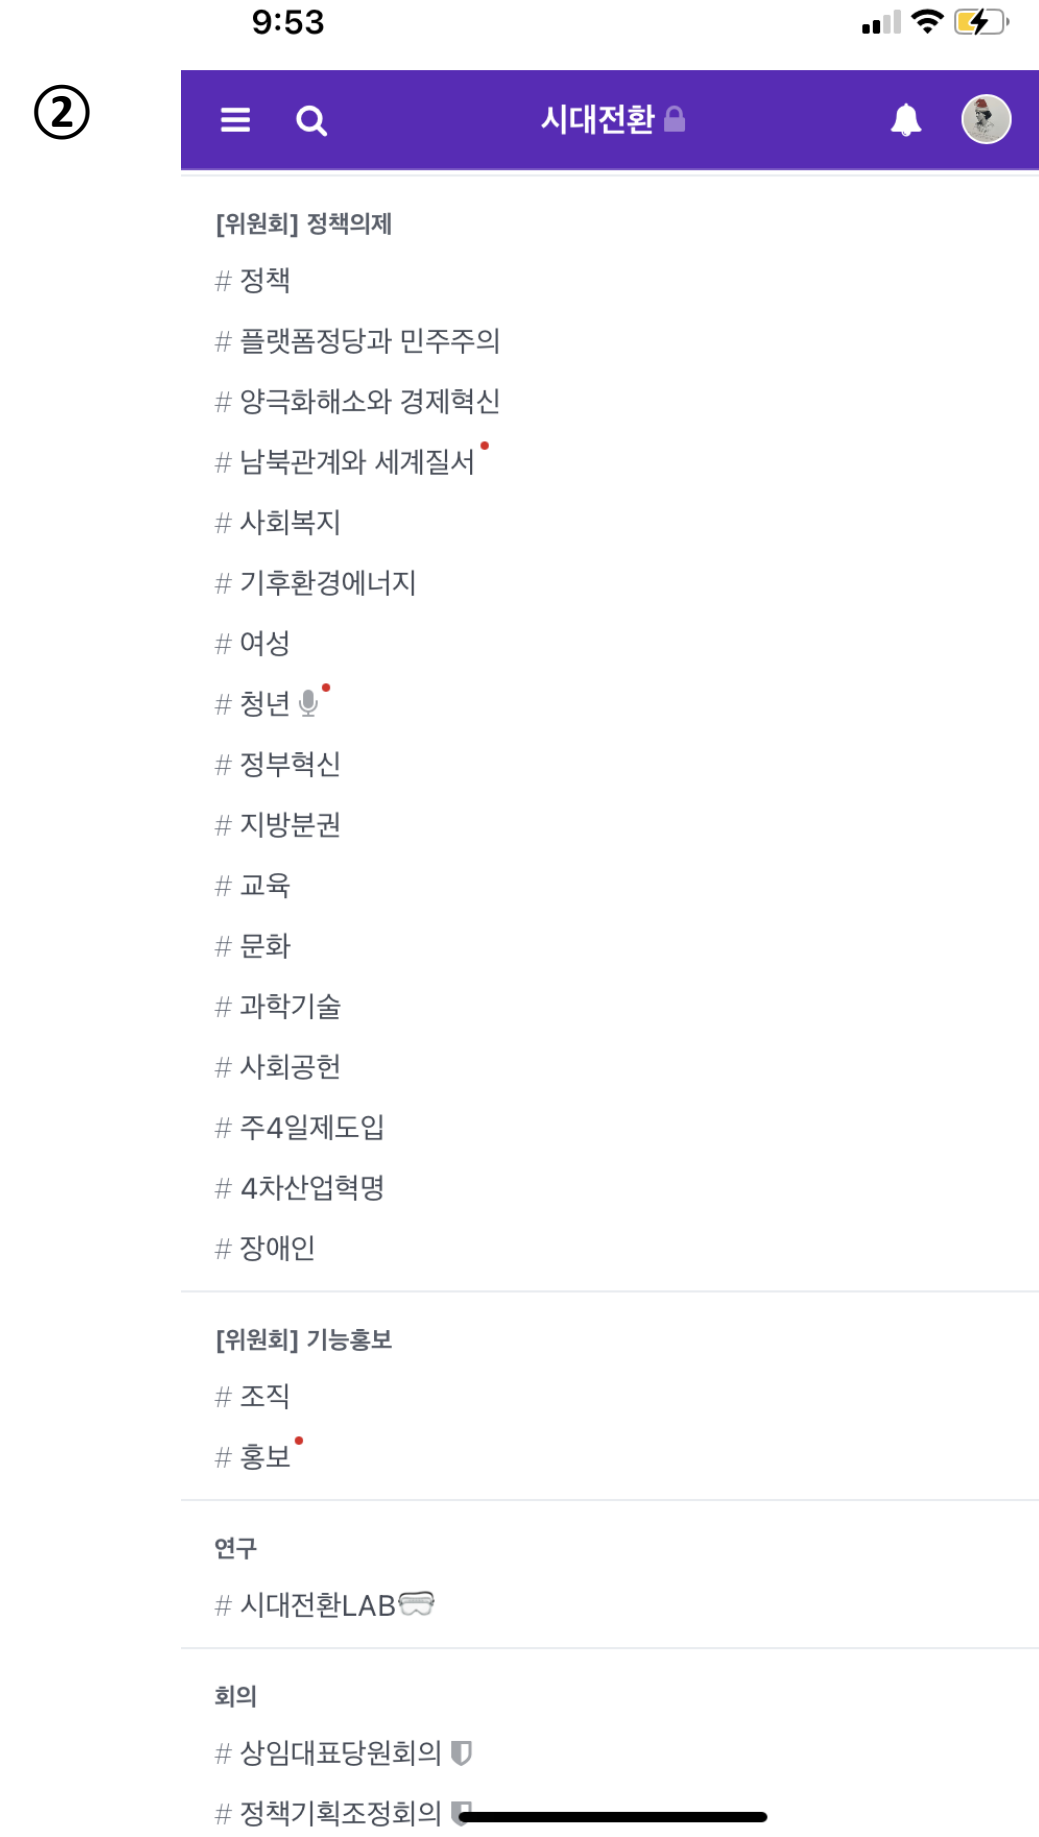 9:53
②
시대전환
[위원회] 정책의제
# 정책
# 플랫폼정당과 민주주의
# 양극화해소와 경제혁신
# 남북관계와 세계질서
# 사회복지
# 기후환경에너지
# 여성
# 청년
# 정부혁신
# 지방분권
# 교육
# 문화
# 과학기술
# 사회공헌
# 주4일제도입
# 4차산업혁명
# 장애인
[위원회] 기능홍보
# 조직
# 홍보
연구
# 시대전환LAB
회의
# 상임대표당원회의
# 정책기획조정회의